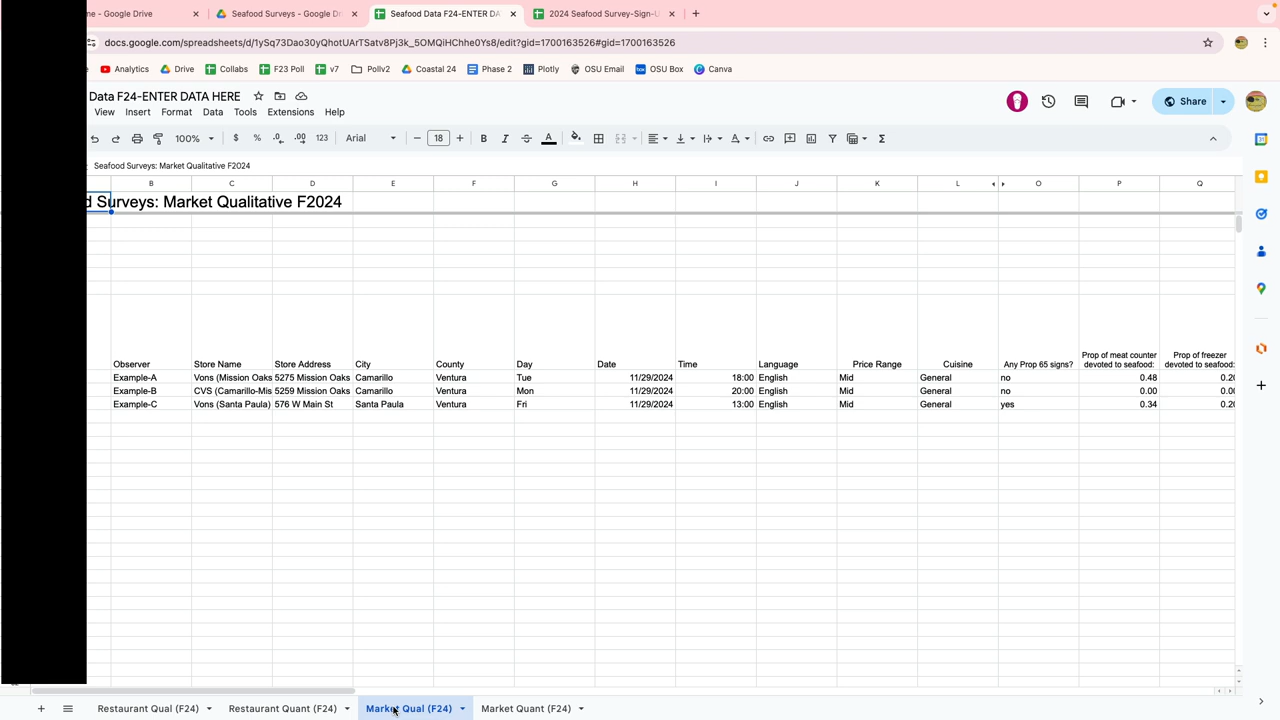 ne - Google Drive
Seafood Surveys - Google Dr
Seafood Data F24-ENTER DA
2024 Seafood Survey-Sign-U
docs.google.com/spreadsheets/d/1ySq73Dao30yQhotUArTSatv8Pj3k_5OMQiHChhe0Ys8/edit?gid=1700163526#gid=1700163526
Analytics Drive Collabs F23 Poll v7 Pollv2 Coastal 24 Phase 2 Plotly OSU Email OSU Box Canva
Data F24-ENTER DATA HERE
View Insert Format Data Tools Extensions Help
Share
100% $ % .0 .00 123 Arial 18
Seafood Surveys: Market Qualitative F2024
B C D E F G H I K L O P Q
d Surveys: Market Qualitative F2024
Observer Store Name Store Address City County Day Date Time Language Price Range Cuisine Any Prop 65 signs? Prop of meat counter
devoted to seafood: Prop of freezer
devoted to seafood:
Example-A Vons (Mission Oaks 5275 Mission Oaks Camarillo Ventura Tue 11/29/2024 18:00 English Mid General no 0.48 0.20
Example-B CVS (Camarillo-Mis 5259 Mission Oaks Camarillo Ventura Mon 11/29/2024 20:00 English Mid General no 0.00 0.00
Example-C Vons (Santa Paula) 576 W Main St Santa Paula Ventura Fri 11/29/2024 13:00 English Mid General yes 0.34 0.20
Restaurant Qual (F24) Restaurant Quant (F24) Market Qual (F24) Market Quant (F24)